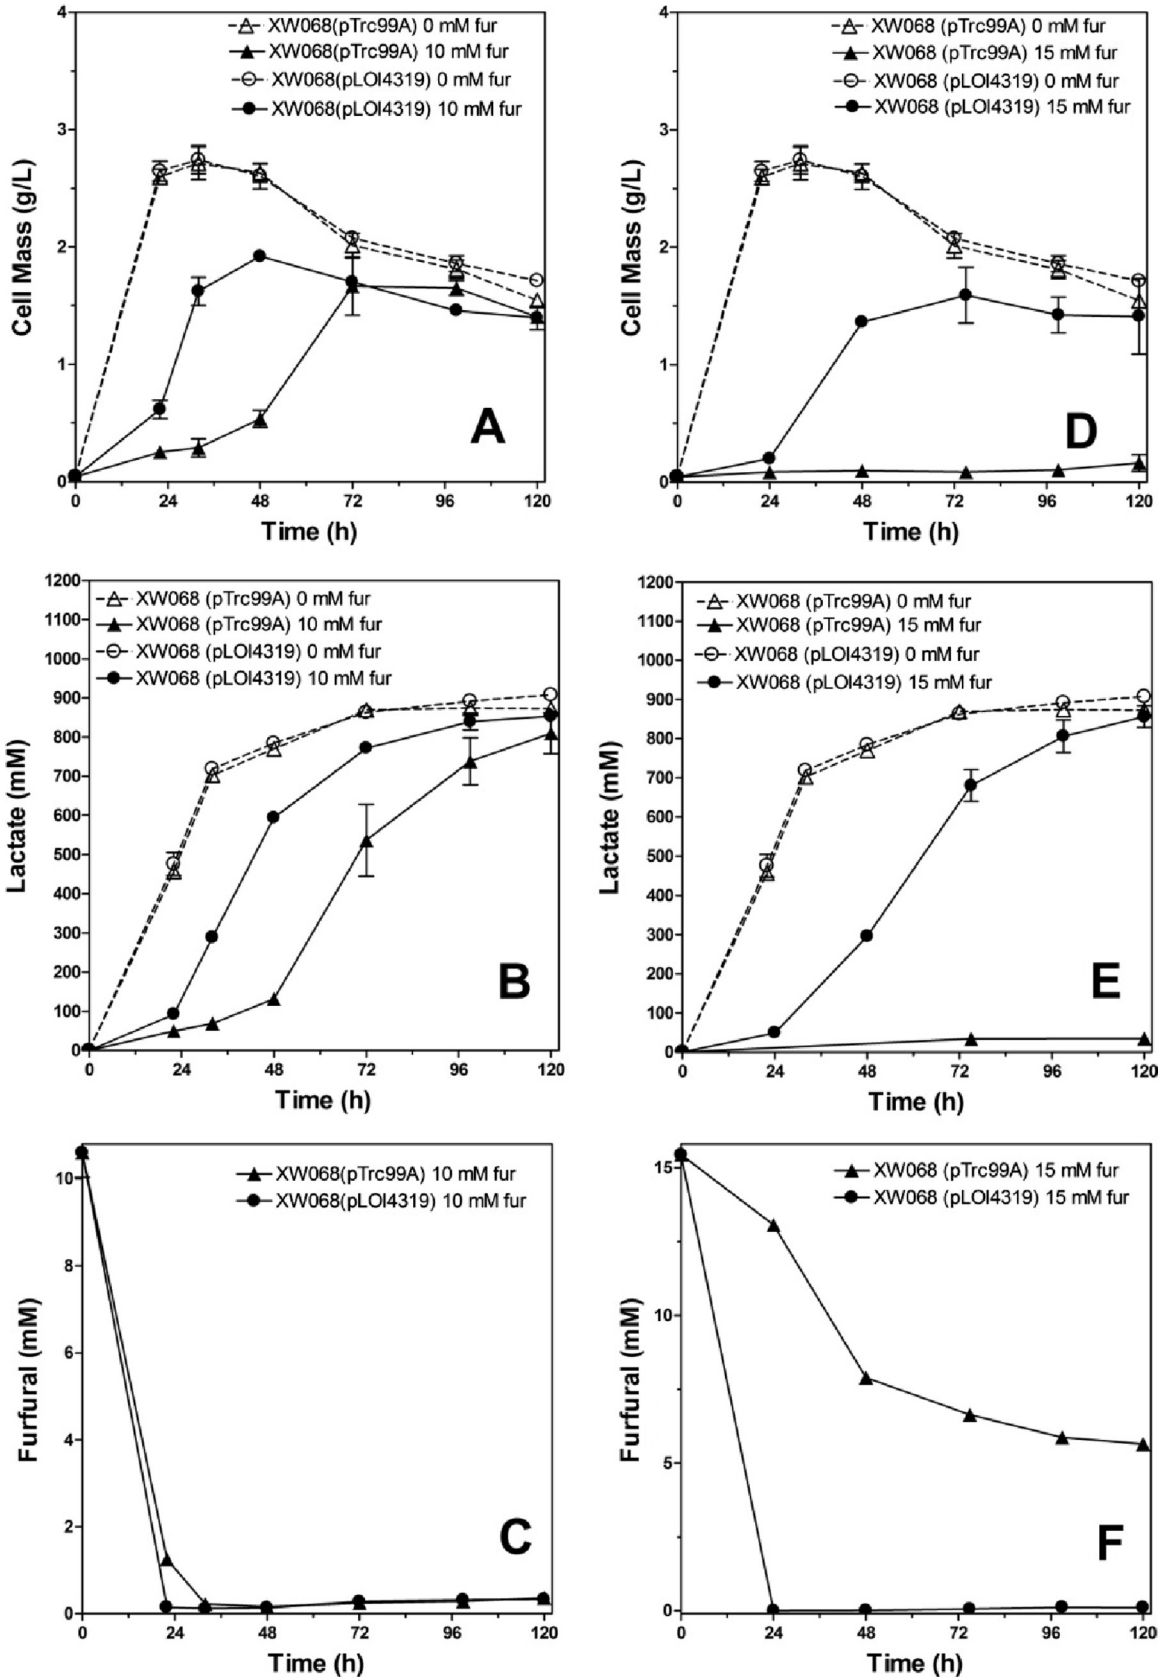 4
3
2
1
0
Cell Mass (g/L)
XW068(pTrc99A) 0 mM fur
XW068(pTrc99A) 10 mM fur
XW068(pLOI4319) 0 mM fur
XW068(pLOI4319) 10 mM fur
A
0 24 48 72 96 120
Time (h)
4
3
2
1
0
Cell Mass (g/L)
XW068 (pTrc99A) 0 mM fur
XW068 (pTrc99A) 15 mM fur
XW068 (pLOI4319) 0 mM fur
XW068 (pLOI4319) 15 mM fur
D
0 24 48 72 96 120
Time (h)
1200
1100
1000
900
800
700
600
500
400
300
200
100
0
Lactate (mM)
XW068 (pTrc99A) 0 mM fur
XW068 (pTrc99A) 10 mM fur
XW068 (pLOI4319) 0 mM fur
XW068 (pLOI4319) 10 mM fur
B
0 24 48 72 96 120
Time (h)
1200
1100
1000
900
800
700
600
500
400
300
200
100
0
Lactate (mM)
XW068 (pTrc99A) 0 mM fur
XW068 (pTrc99A) 15 mM fur
XW068 (pLOI4319) 0 mM fur
XW068 (pLOI4319) 15 mM fur
E
0 24 48 72 96 120
Time (h)
10
8
6
4
2
0
Furfural (mM)
XW068(pTrc99A) 10 mM fur
XW068(pLOI4319) 10 mM fur
C
0 24 48 72 96 120
Time (h)
15
10
5
0
Furfural (mM)
XW068 (pTrc99A) 15 mM fur
XW068 (pLOI4319) 15 mM fur
F
0 24 48 72 96 120
Time (h)